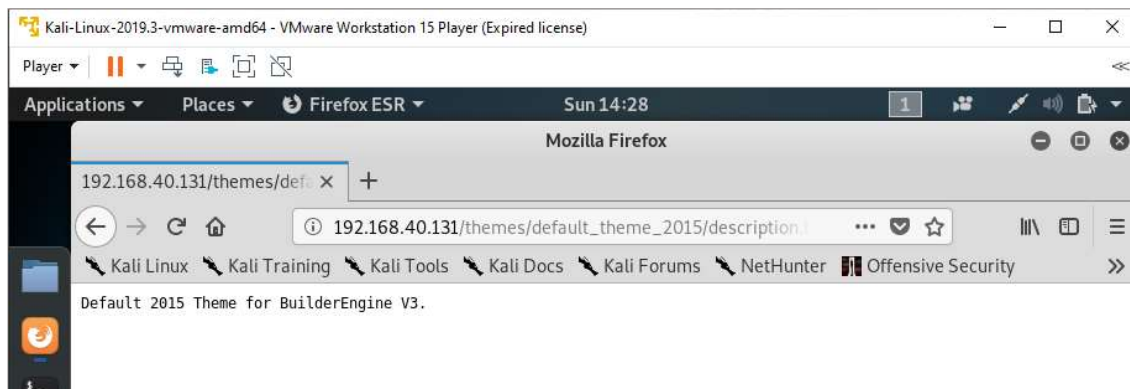 Kali-Linux-2019.3-vmware-amd64 - VMware Workstation 15 Player (Expired license)
Player
Applications Places Firefox ESR Sun 14:28 1
Mozilla Firefox
192.168.40.131/themes/defa
192.168.40.131/themes/default_theme_2015/description.
Kali Linux Kali Training Kali Tools Kali Docs Kali Forums NetHunter Offensive Security
Default 2015 Theme for BuilderEngine V3.